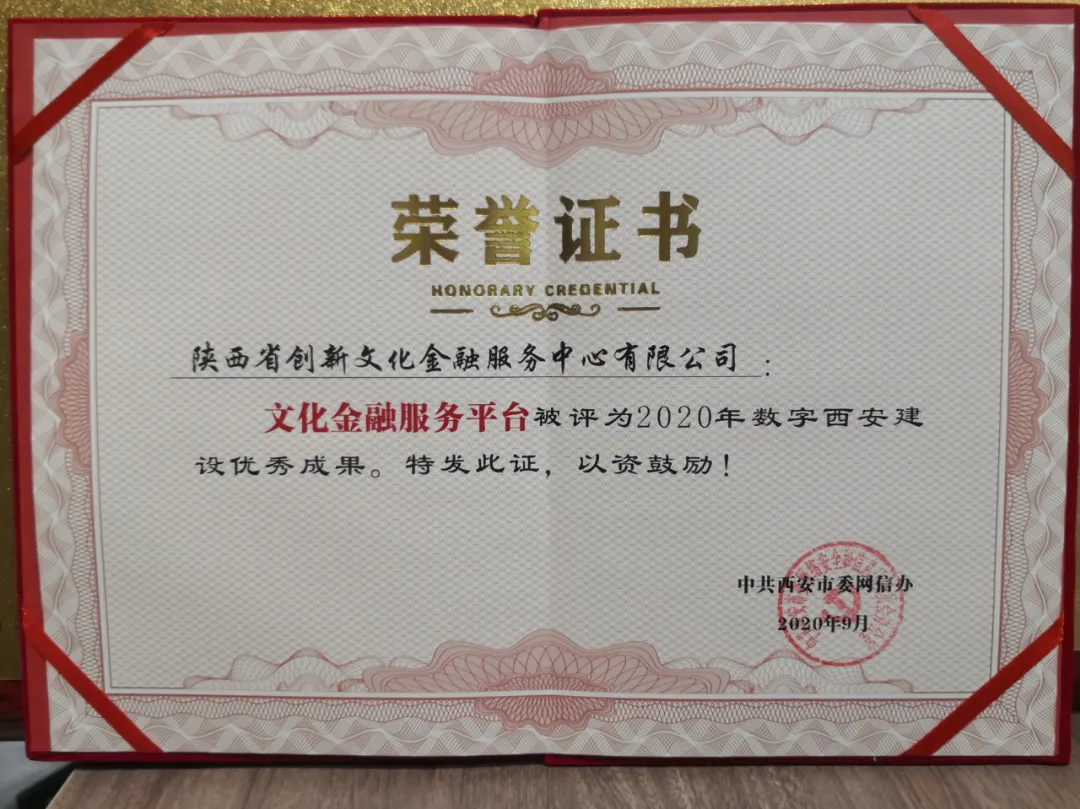 荣誉证书
HONORARY CREDENTIAL
陕西省创新文化金融服务中心有限公司：
文化金融服务平台被评为2020年数字西安建
设优秀成果。特发此证，以资鼓励！
中共西安市委网信办
2020年9月